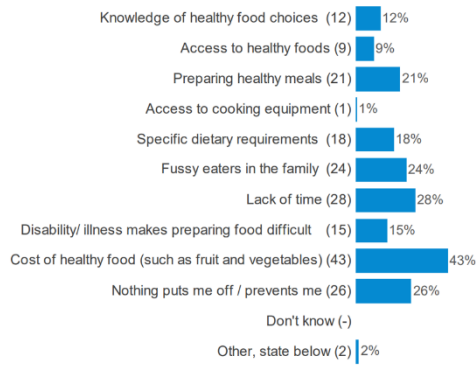 Knowledge of healthy food choices (12) 12%
Access to healthy foods (9) 9%
Preparing healthy meals (21) 21%
Access to cooking equipment (1) 1%
Specific dietary requirements (18) 18%
Fussy eaters in the family (24) 24%
Lack of time (28) 28%
Disability/ illness makes preparing food difficult (15) 15%
Cost of healthy food (such as fruit and vegetables) (43) 43%
Nothing puts me off / prevents me (26) 26%
Don't know (-)
Other, state below (2) 2%